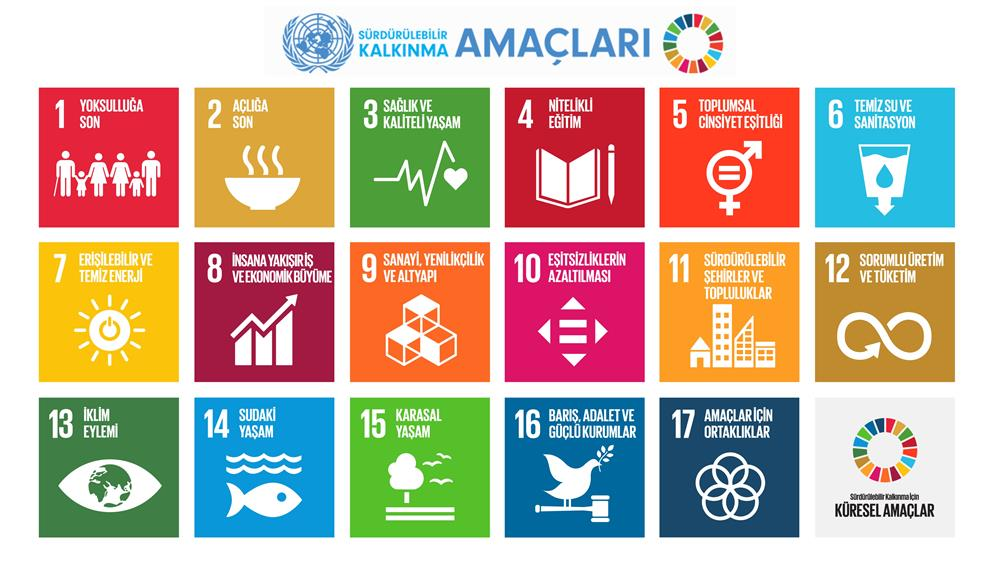 SÜRDÜRÜLEBİLİR
KALKINMA AMAÇLARI
1 YOKSULLUĞA
SON
2 AÇLIĞA
SON
3 SAĞLIK VE
KALİTELİ YAŞAM
4 NİTELİKLİ
EĞİTİM
5 TOPLUMSAL
CİNSİYET EŞİTLİĞİ
6 TEMİZ SU VE
SANİTASYON
7 ERİŞİLEBİLİR VE
TEMİZ ENERJİ
8 İNSANA YAKIŞIR İŞ
VE EKONOMİK BÜYÜME
9 SANAYİ, YENİLİKÇİLİK
VE ALTYAPI
10 EŞİTSİZLİKLERİN
AZALTILMASI
11 SÜRDÜRÜLEBİLİR
ŞEHİRLER VE
TOPLULUKLAR
12 SORUMLU ÜRETİM
VE TÜKETİM
13 İKLİM
EYLEMİ
14 SUDAKİ
YAŞAM
15 KARASAL
YAŞAM
16 BARIŞ, ADALET VE
GÜÇLÜ KURUMLAR
17 AMAÇLAR İÇİN
ORTAKLIKLAR
Sürdürülebilir Kalkınma İçin
KÜRESEL AMAÇLAR